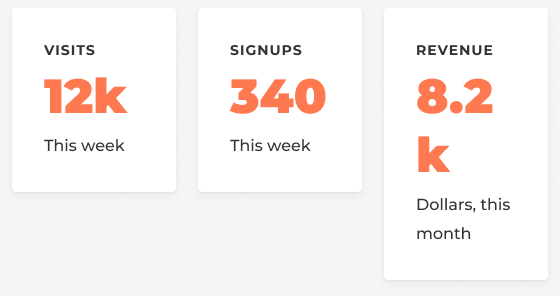 VISITS
12k
This week
SIGNUPS
340
This week
REVENUE
8.2
k
Dollars, this
month